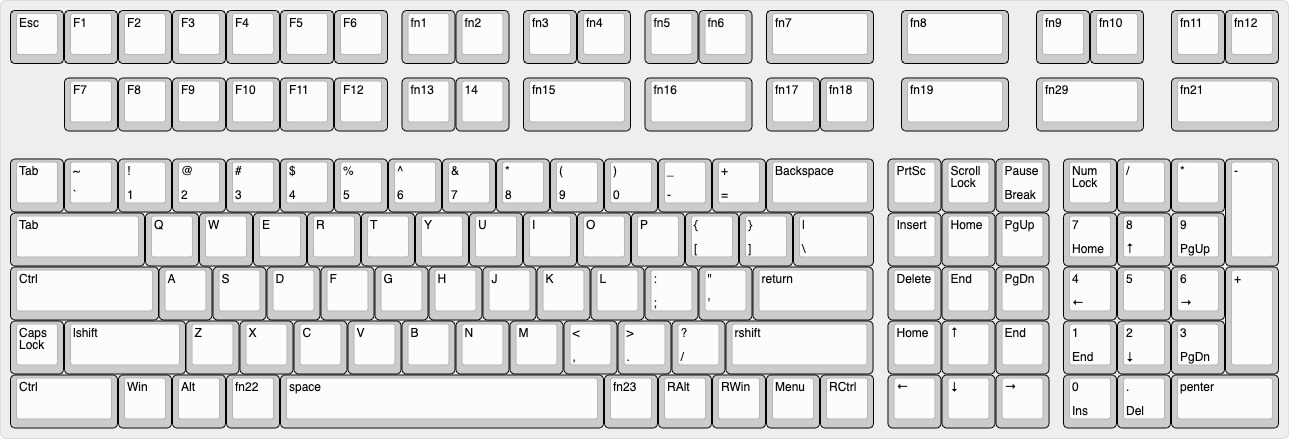 Esc F1 F2 F3 F4 F5 F6 fn1 fn2 fn3 fn4 fn5 fn6 fn7 fn8 fn9 fn10 fn11 fn12
F7 F8 F9 F10 F11 F12 fn13 14 fn15 fn16 fn17 fn18 fn19 fn29 fn21
Tab ~ ! @ # $ % ^ & * ( ) _ + Backspace PrtSc Scroll Lock Pause Num Lock / * -
` 1 2 3 4 5 6 7 8 9 0 - = Break
Tab Q W E R T Y U I O P { } | Insert Home PgUp 7 8 9
[ ] \ Home ↑ PgUp
Ctrl A S D F G H J K L : " return Delete End PgDn 4 5 6 +
; ' ← →
Caps Lock lshift Z X C V B N M < > ? rshift Home ↑ End 1 2 3
, . / End ↓ PgDn
Ctrl Win Alt fn22 space fn23 RAlt RWin Menu RCtrl ← ↓ → 0 . penter
Ins Del